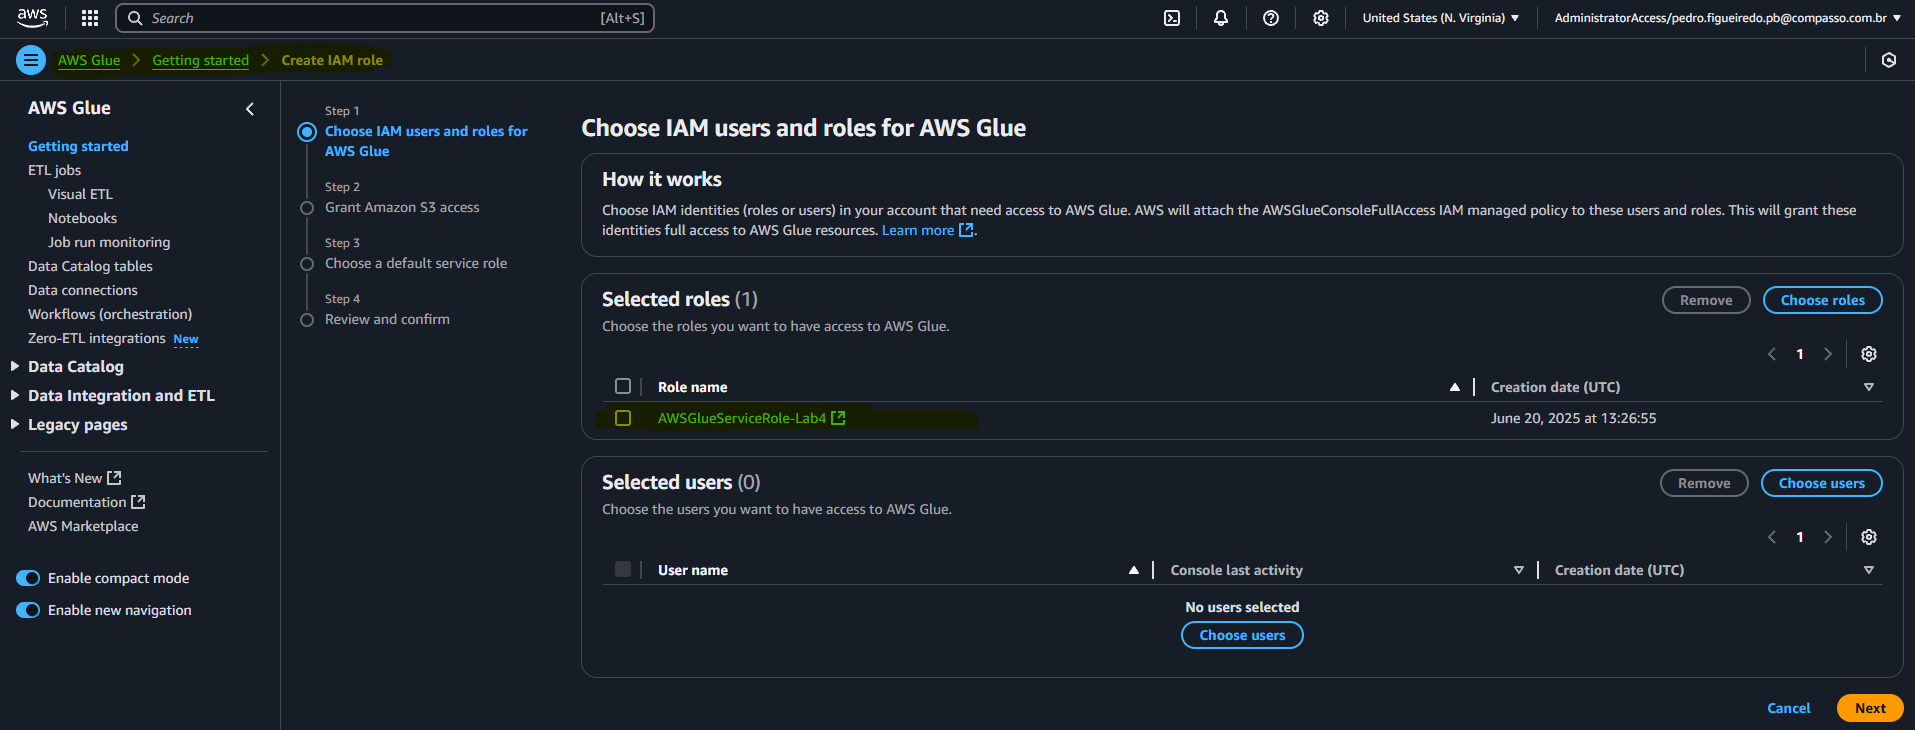 aws
Search
[Alt+S]
United States (N. Virginia)
AdministratorAccess/pedro.figueiredo.pb@compasso.com.br
AWS Glue > Getting started > Create IAM role
AWS Glue
Getting started
ETL jobs
Visual ETL
Notebooks
Job run monitoring
Data Catalog tables
Data connections
Workflows (orchestration)
Zero-ETL integrations New
Data Catalog
Data Integration and ETL
Legacy pages
What's New
Documentation
AWS Marketplace
Enable compact mode
Enable new navigation
Step 1
Choose IAM users and roles for
AWS Glue
Step 2
Grant Amazon S3 access
Step 3
Choose a default service role
Step 4
Review and confirm
Choose IAM users and roles for AWS Glue
How it works
Choose IAM identities (roles or users) in your account that need access to AWS Glue. AWS will attach the AWSGlueConsoleFullAccess IAM managed policy to these users and roles. This will grant these
identities full access to AWS Glue resources. Learn more.
Selected roles (1)
Remove
Choose roles
Choose the roles you want to have access to AWS Glue.
1
Role name
Creation date (UTC)
AWSGlueServiceRole-Lab4
June 20, 2025 at 13:26:55
Selected users (0)
Remove
Choose users
Choose the users you want to have access to AWS Glue.
1
User name
Console last activity
Creation date (UTC)
No users selected
Choose users
Cancel
Next